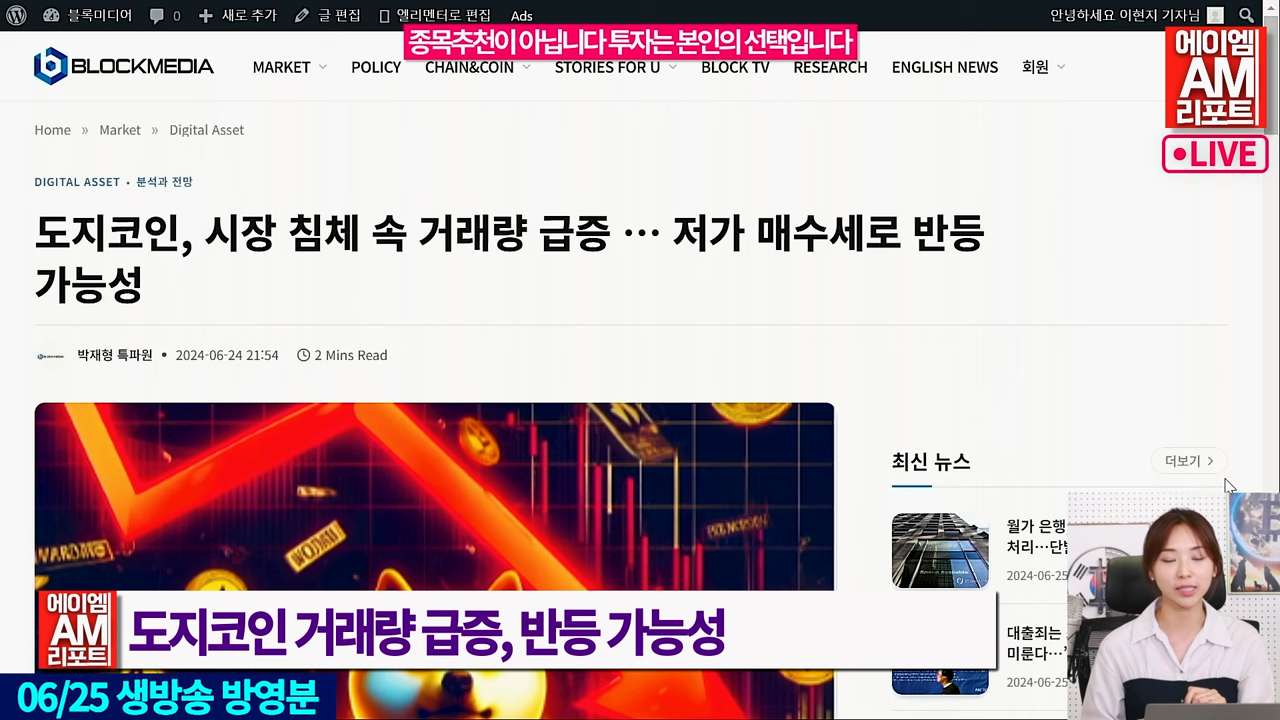 블록미디어 0 새로 추가 글 편집 엘리멘터로 편집 Ads 안녕하세요 이현지 기자님
종목추천이 아닙니다 투자는 본인의 선택입니다
BLOCKMEDIA MARKET POLICY CHAIN&COIN STORIES FOR U BLOCK TV RESEARCH ENGLISH NEWS 회원
에이엠
AM
리포트
•LIVE
Home » Market » Digital Asset
DIGITAL ASSET • 분석과 전망
도지코인, 시장 침체 속 거래량 급증 … 저가 매수세로 반등
가능성
박재형 특파원 • 2024-06-24 21:54 2 Mins Read
최신 뉴스 더보기
월가 은행
처리…단
2024-06-25
대출죄는
미룬다…
2024-06-25
에이엠
AM
리포트
도지코인 거래량 급증, 반등 가능성
06/25 생방송 방영분